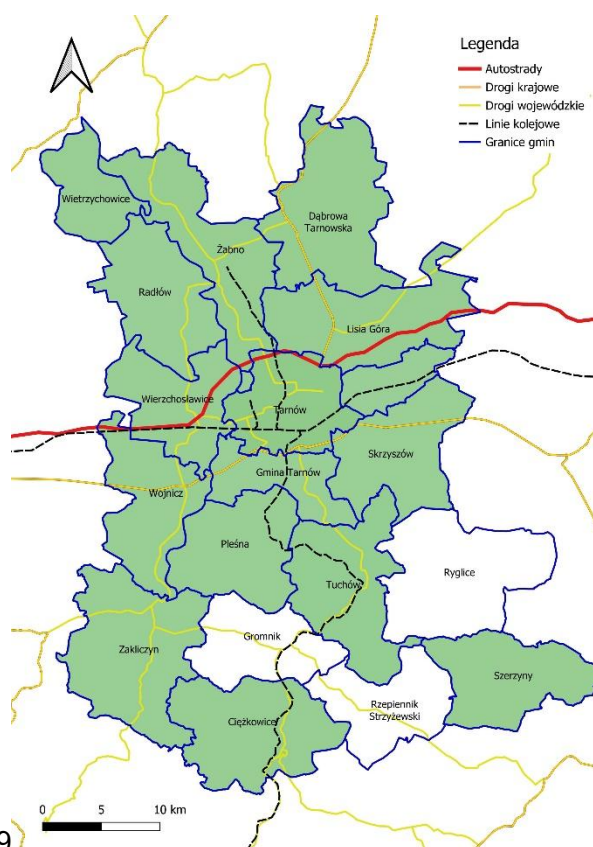 Legenda
Autostrady
Drogi krajowe
Drogi wojewódzkie
Linie kolejowe
Granice gmin
Wietrzychowice
Dąbrowa
Tarnowska
Żabno
Radłów
Lisia Góra
Wierzchosławice
Tarnów
Skrzyszów
Gmina Tarnów
Wojnicz
Pleśna
Ryglice
Tuchów
Gromnik
Zakliczyn
Szerzyny
Rzepiennik
Strzyżewski
Ciężkowice
0 5 10 km
9